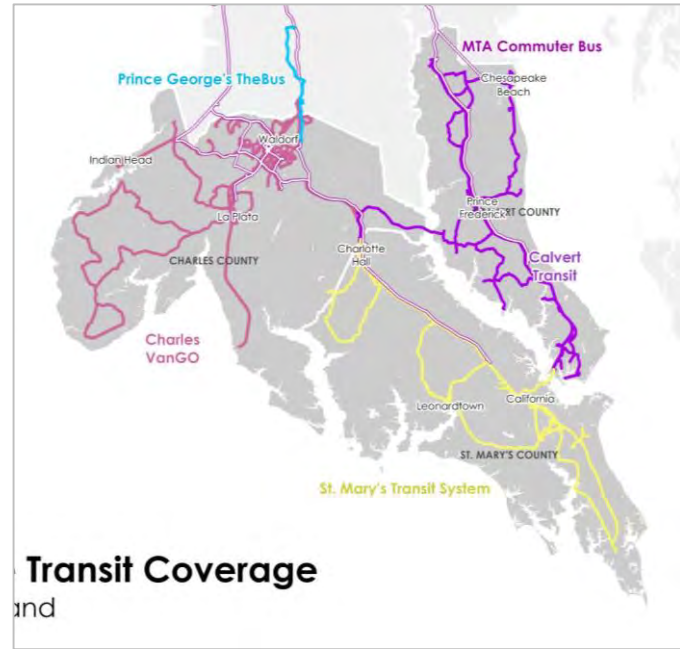 MTA Commuter Bus
Prince George's TheBus
Chesapeake
Beach
Waldorf
Indian Head
Prince
Frederick
COUNTY
La Plata
Charlotte
Hall
CHARLES COUNTY
Calvert
Transit
Charles
VanGO
California
Leonardtown
ST. MARY'S COUNTY
St. Mary's Transit System
Transit Coverage
and